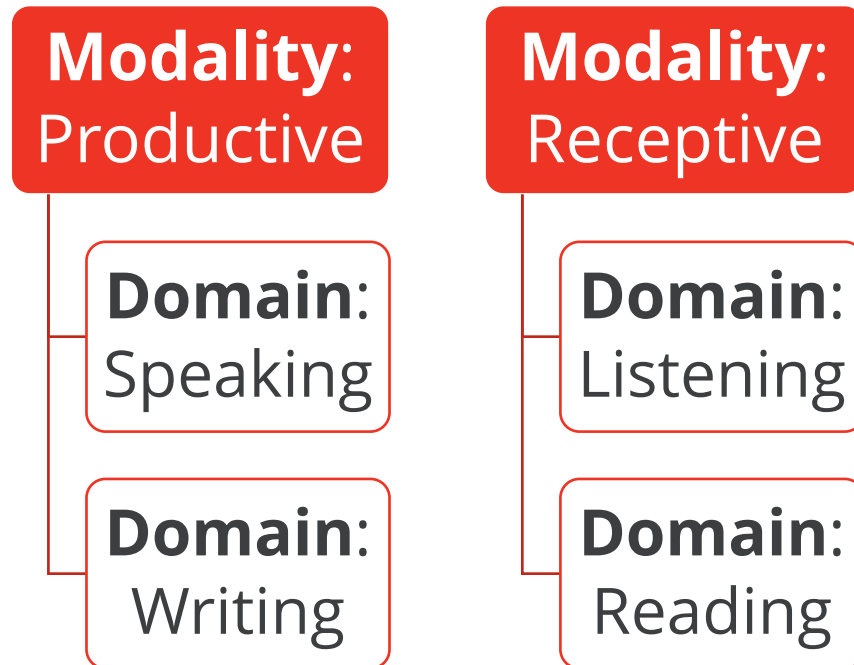 Modality:
Productive
Domain:
Speaking
Domain:
Writing
Modality:
Receptive
Domain:
Listening
Domain:
Reading